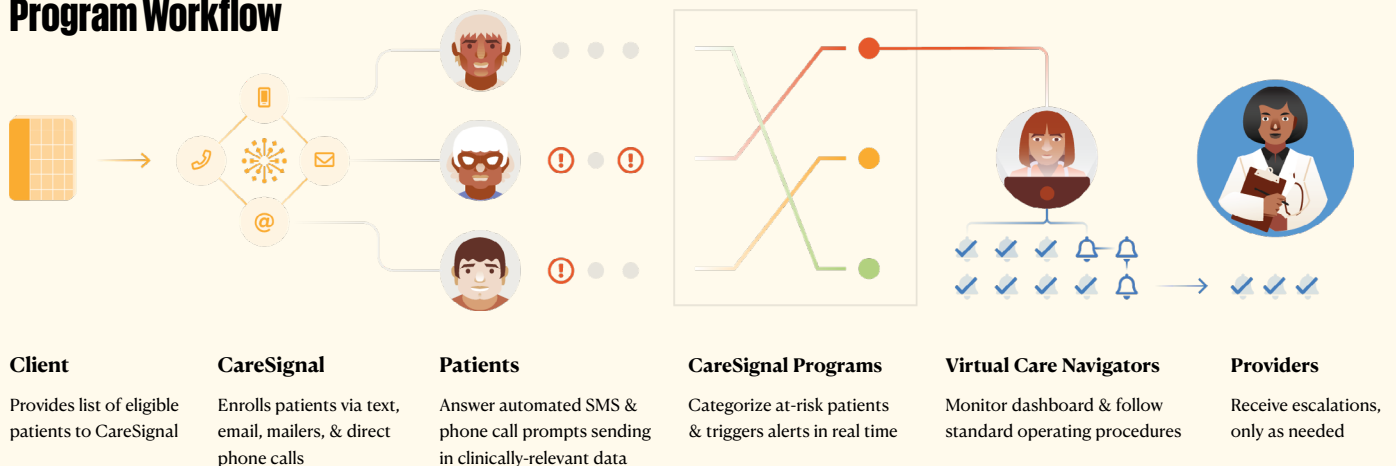 Program Workflow
@
Client
Provides list of eligible
patients to CareSignal
CareSignal
Enrolls patients via text,
email, mailers, & direct
phone calls
Patients
Answer automated SMS &
phone call prompts sending
in clinically-relevant data
CareSignal Programs
Categorize at-risk patients
& triggers alerts in real time
Virtual Care Navigators
Monitor dashboard & follow
standard operating procedures
Providers
Receive escalations,
only as needed